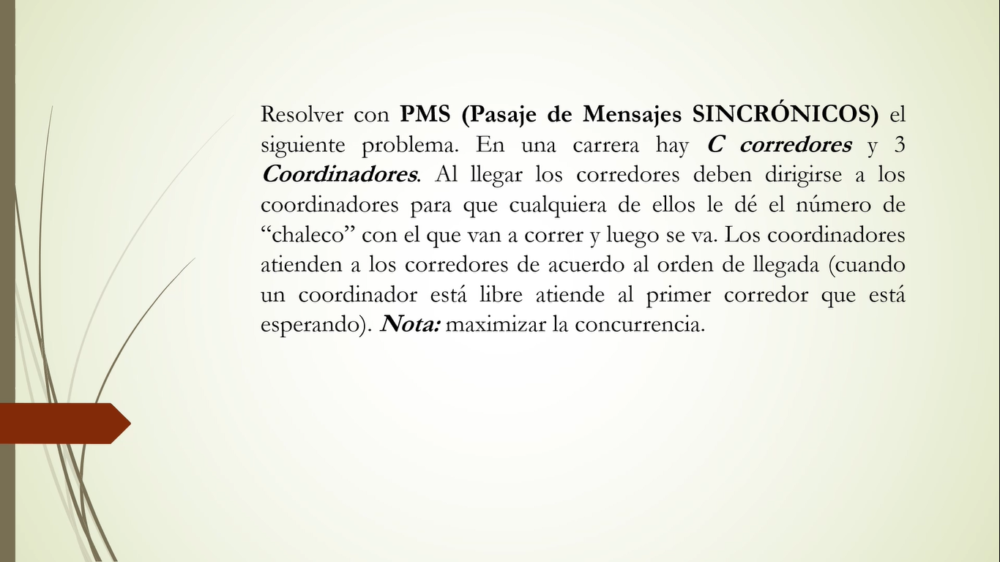 Resolver con PMS (Pasaje de Mensajes SINCRÓNICOS) el
siguiente problema. En una carrera hay C corredores y 3
Coordinadores. Al llegar los corredores deben dirigirse a los
coordinadores para que cualquiera de ellos le dé el número de
“chaleco” con el que van a correr y luego se va. Los coordinadores
atienden a los corredores de acuerdo al orden de llegada (cuando
un coordinador está libre atiende al primer corredor que está
esperando). Nota: maximizar la concurrencia.